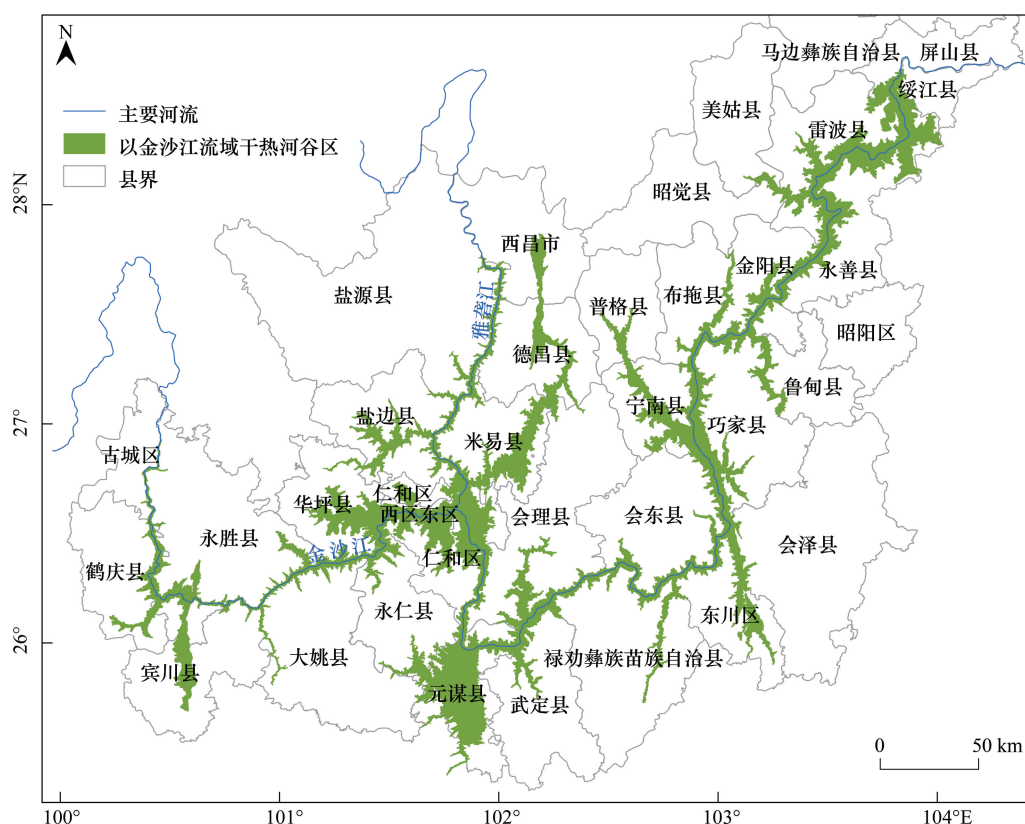 N
主要河流
以金沙江流域干热河谷区
县界
28°N
27°
26°
马边彝族自治县
屏山县
绥江县
美姑县
雷波县
昭觉县
西昌市
金阳县
永善县
盐源县
雅砻江
布拖县
普格县
昭阳区
德昌县
鲁甸县
宁南县
盐边县
巧家县
米易县
古城区
仁和区
华坪县
西区
东区
会理县
会东县
永胜县
金沙江
会泽县
仁和区
鹤庆县
永仁县
东川区
大姚县
禄劝彝族苗族自治县
宾川县
元谋县
武定县
0
50 km
100°
101°
102°
103°
104°E